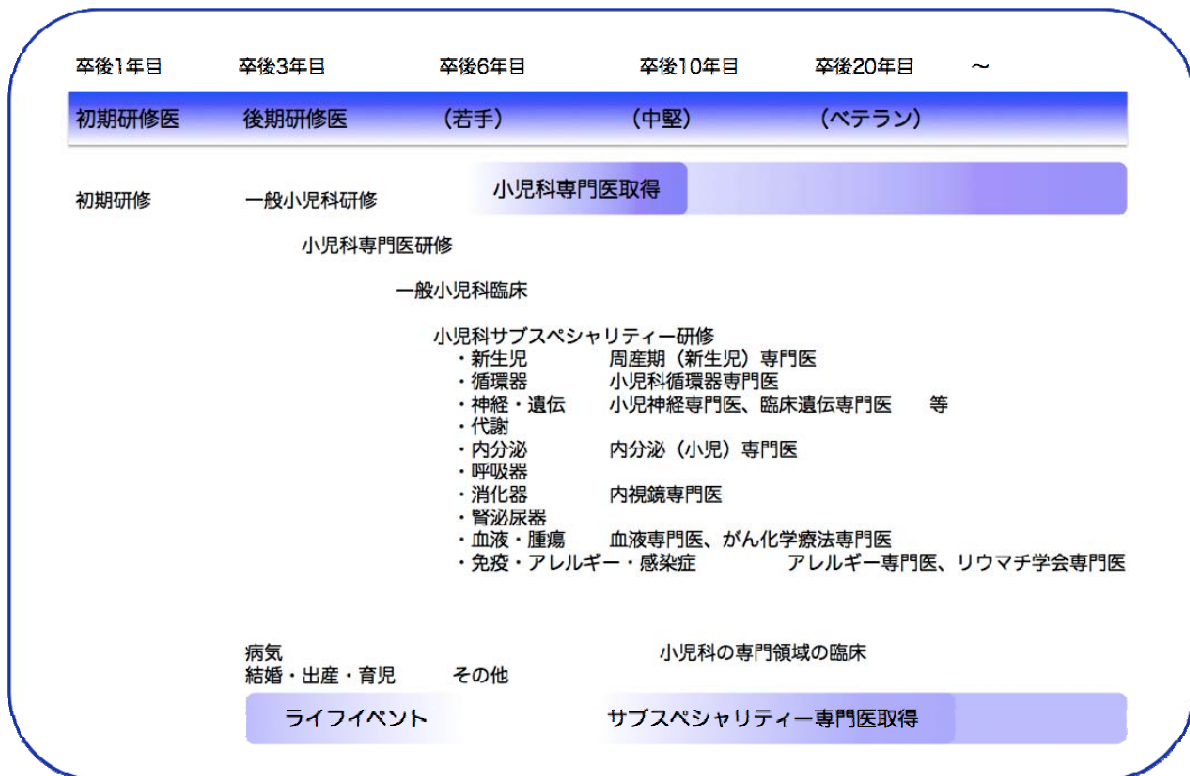 卒後1年目 卒後3年目 卒後6年目 卒後10年目 卒後20年目 ～
初期研修医 後期研修医 （若手） （中堅） （ベテラン）
小児科専門医取得
初期研修 一般小児科研修
小児科専門医研修
一般小児科臨床
小児科サブスペシャリティー研修
・新生児 周産期（新生児）専門医
・循環器 小児科循環器専門医
・神経・遺伝 小児神経専門医、臨床遺伝専門医 等
・代謝
・内分泌 内分泌（小児）専門医
・呼吸器
・消化器 内視鏡専門医
・腎泌尿器
・血液・腫瘍 血液専門医、がん化学療法専門医
・免疫・アレルギー・感染症 アレルギー専門医、リウマチ学会専門医
病気 小児科の専門領域の臨床
結婚・出産・育児 その他
ライフイベント サブスペシャリティー専門医取得